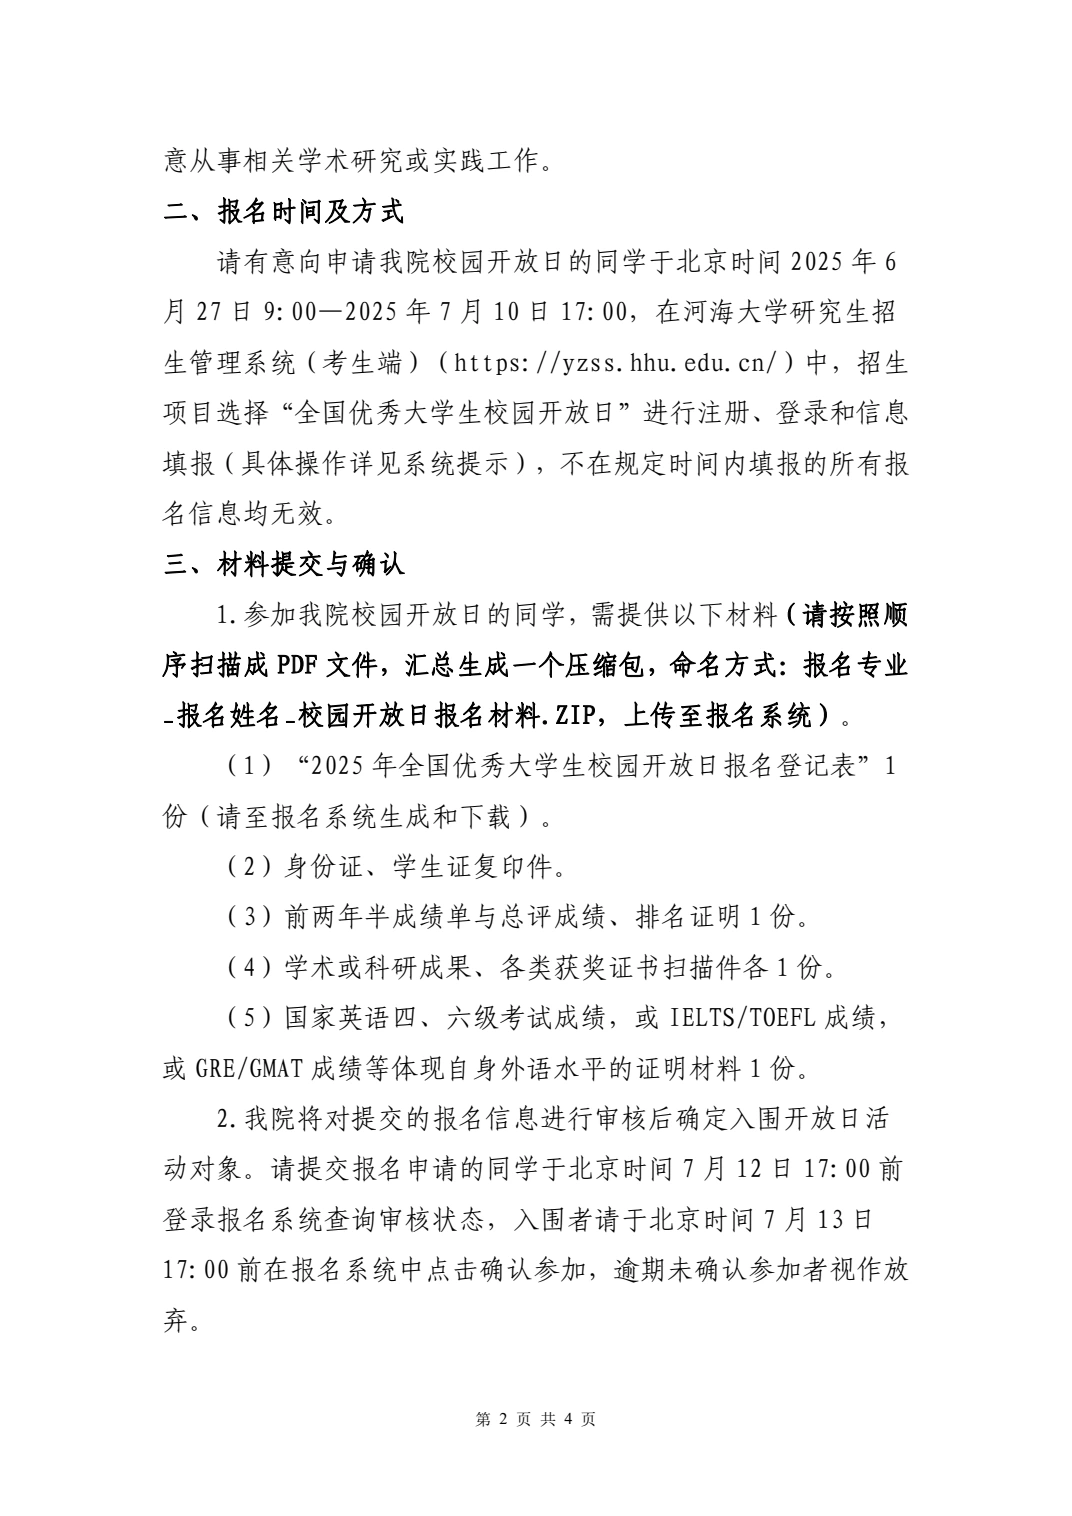 意从事相关学术研究或实践工作。
二、报名时间及方式
请有意向申请我院校园开放日的同学于北京时间 2025 年 6
月 27 日 9:00—2025 年 7 月 10 日 17:00，在河海大学研究生招
生管理系统（考生端）（https://yzss.hhu.edu.cn/）中，招生
项目选择“全国优秀大学生校园开放日”进行注册、登录和信息
填报（具体操作详见系统提示），不在规定时间内填报的所有报
名信息均无效。
三、材料提交与确认
1.参加我院校园开放日的同学，需提供以下材料（请按照顺
序扫描成 PDF 文件，汇总生成一个压缩包，命名方式：报名专业
_报名姓名_校园开放日报名材料.ZIP，上传至报名系统）。
（1）“2025 年全国优秀大学生校园开放日报名登记表”1
份（请至报名系统生成和下载）。
（2）身份证、学生证复印件。
（3）前两年半成绩单与总评成绩、排名证明 1 份。
（4）学术或科研成果、各类获奖证书扫描件各 1 份。
（5）国家英语四、六级考试成绩，或 IELTS/TOEFL 成绩，
或 GRE/GMAT 成绩等体现自身外语水平的证明材料 1 份。
2.我院将对提交的报名信息进行审核后确定入围开放日活
动对象。请提交报名申请的同学于北京时间 7 月 12 日 17:00 前
登录报名系统查询审核状态，入围者请于北京时间 7 月 13 日
17:00 前在报名系统中点击确认参加，逾期未确认参加者视作放
弃。
第 2 页 共 4 页